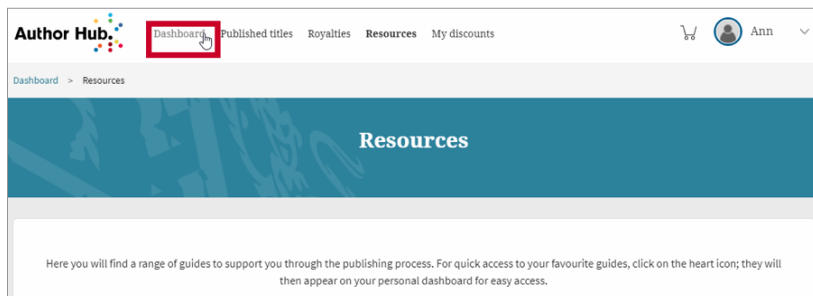 Author Hub.
Dashboard Published titles Royalties Resources My discounts
Ann
Dashboard > Resources
Resources
Here you will find a range of guides to support you through the publishing process. For quick access to your favourite guides, click on the heart icon; they will
then appear on your personal dashboard for easy access.